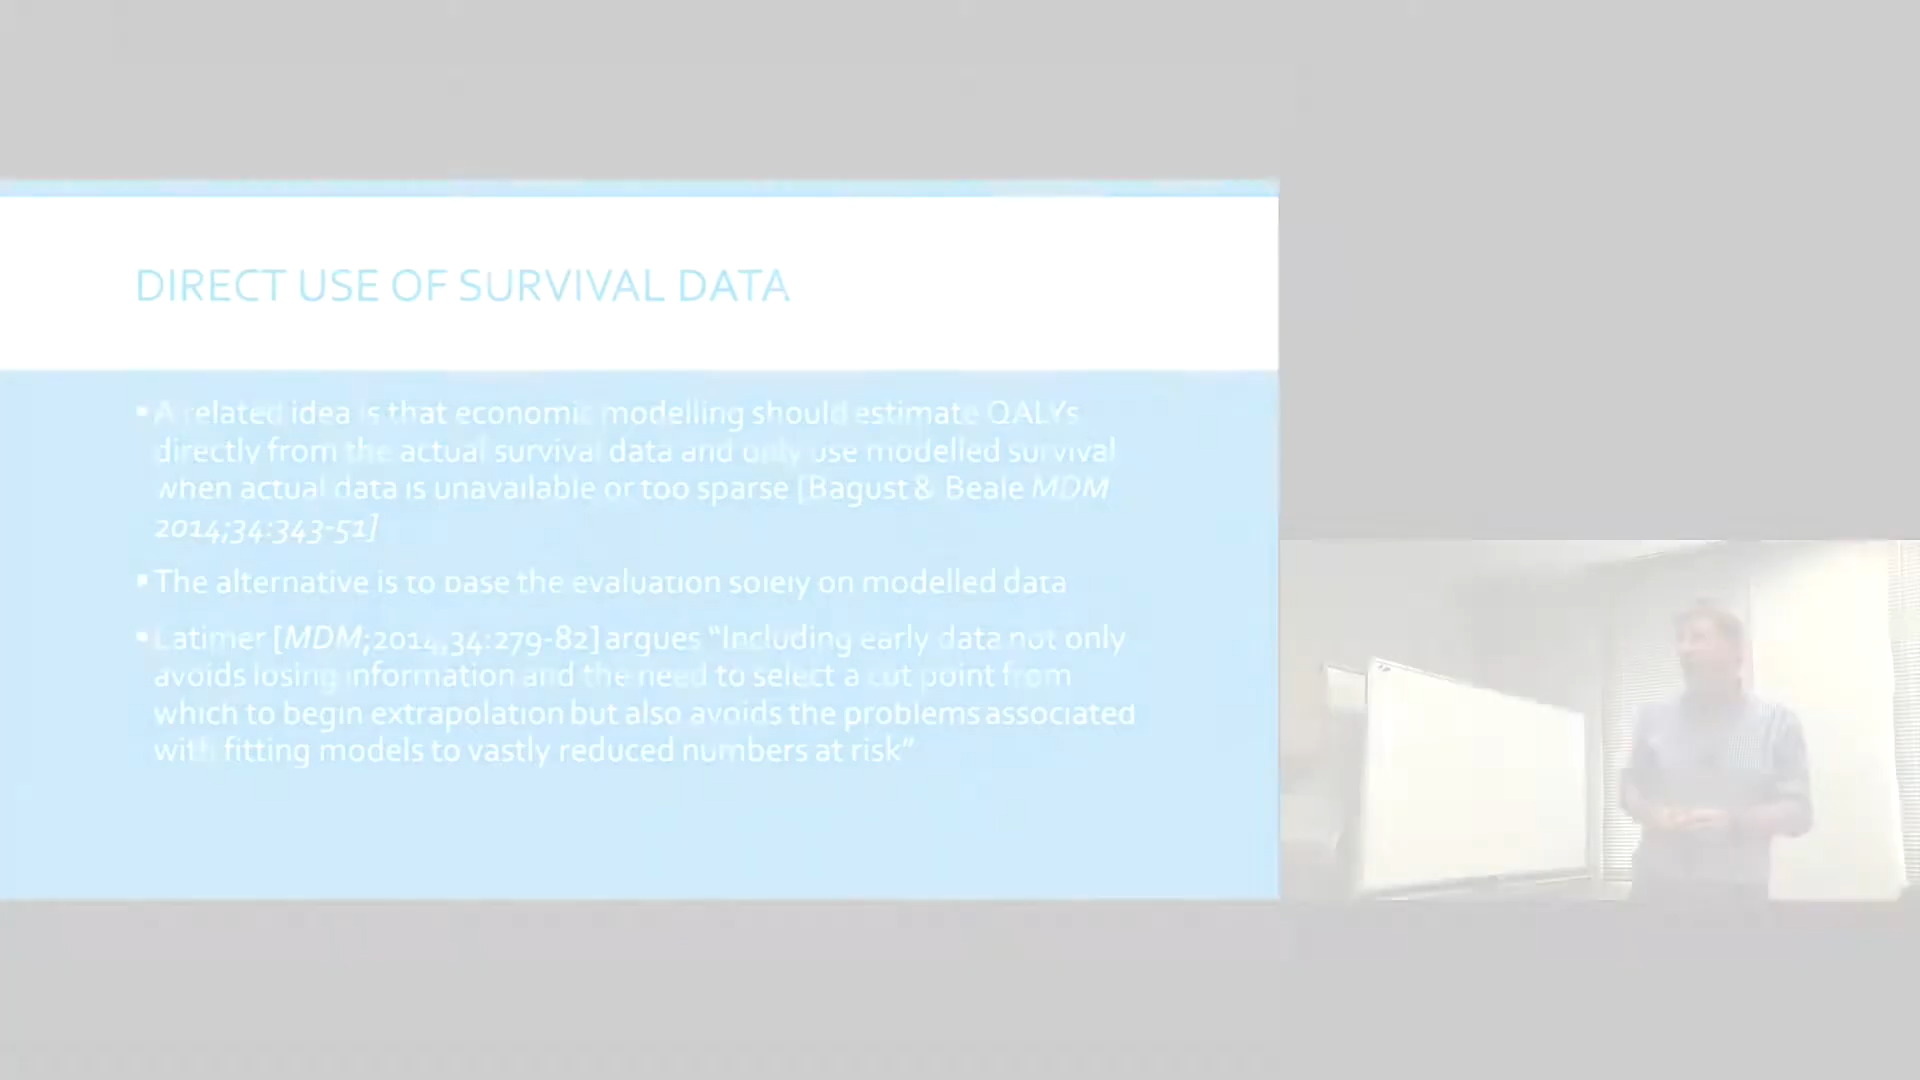 DIRECT USE OF SURVIVAL DATA
▪ A related idea is that economic modelling should estimate QALYs
directly from the actual survival data and only use modelled survival
when actual data is unavailable or too sparse [Bagust & Beale MDM
2014;34:343-51]
▪ The alternative is to base the evaluation solely on modelled data
▪ Latimer [MDM;2014,34:279-82] argues “Including early data not only
avoids losing information and the need to select a cut point from
which to begin extrapolation but also avoids the problems associated
with fitting models to vastly reduced numbers at risk”